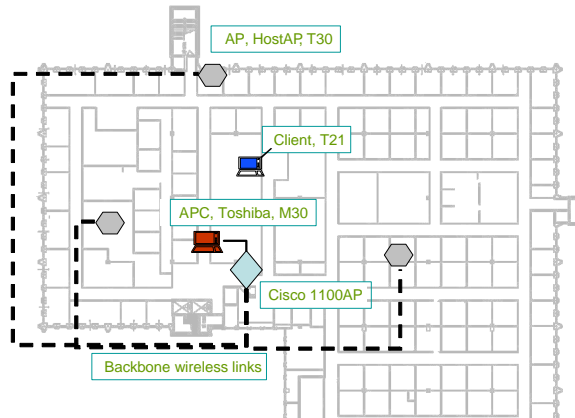 AP, HostAP, T30
Client, T21
APC, Toshiba, M30
Cisco 1100AP
Backbone wireless links